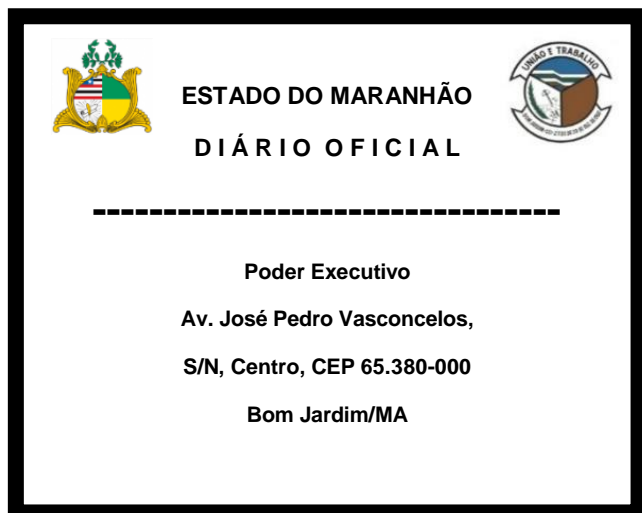 UNIÃO E TRABALHO
ESTADO DO MARANHÃO
D I Á R I O O F I C I A L
---------------------------------
Poder Executivo
Av. José Pedro Vasconcelos,
S/N, Centro, CEP 65.380-000
Bom Jardim/MA